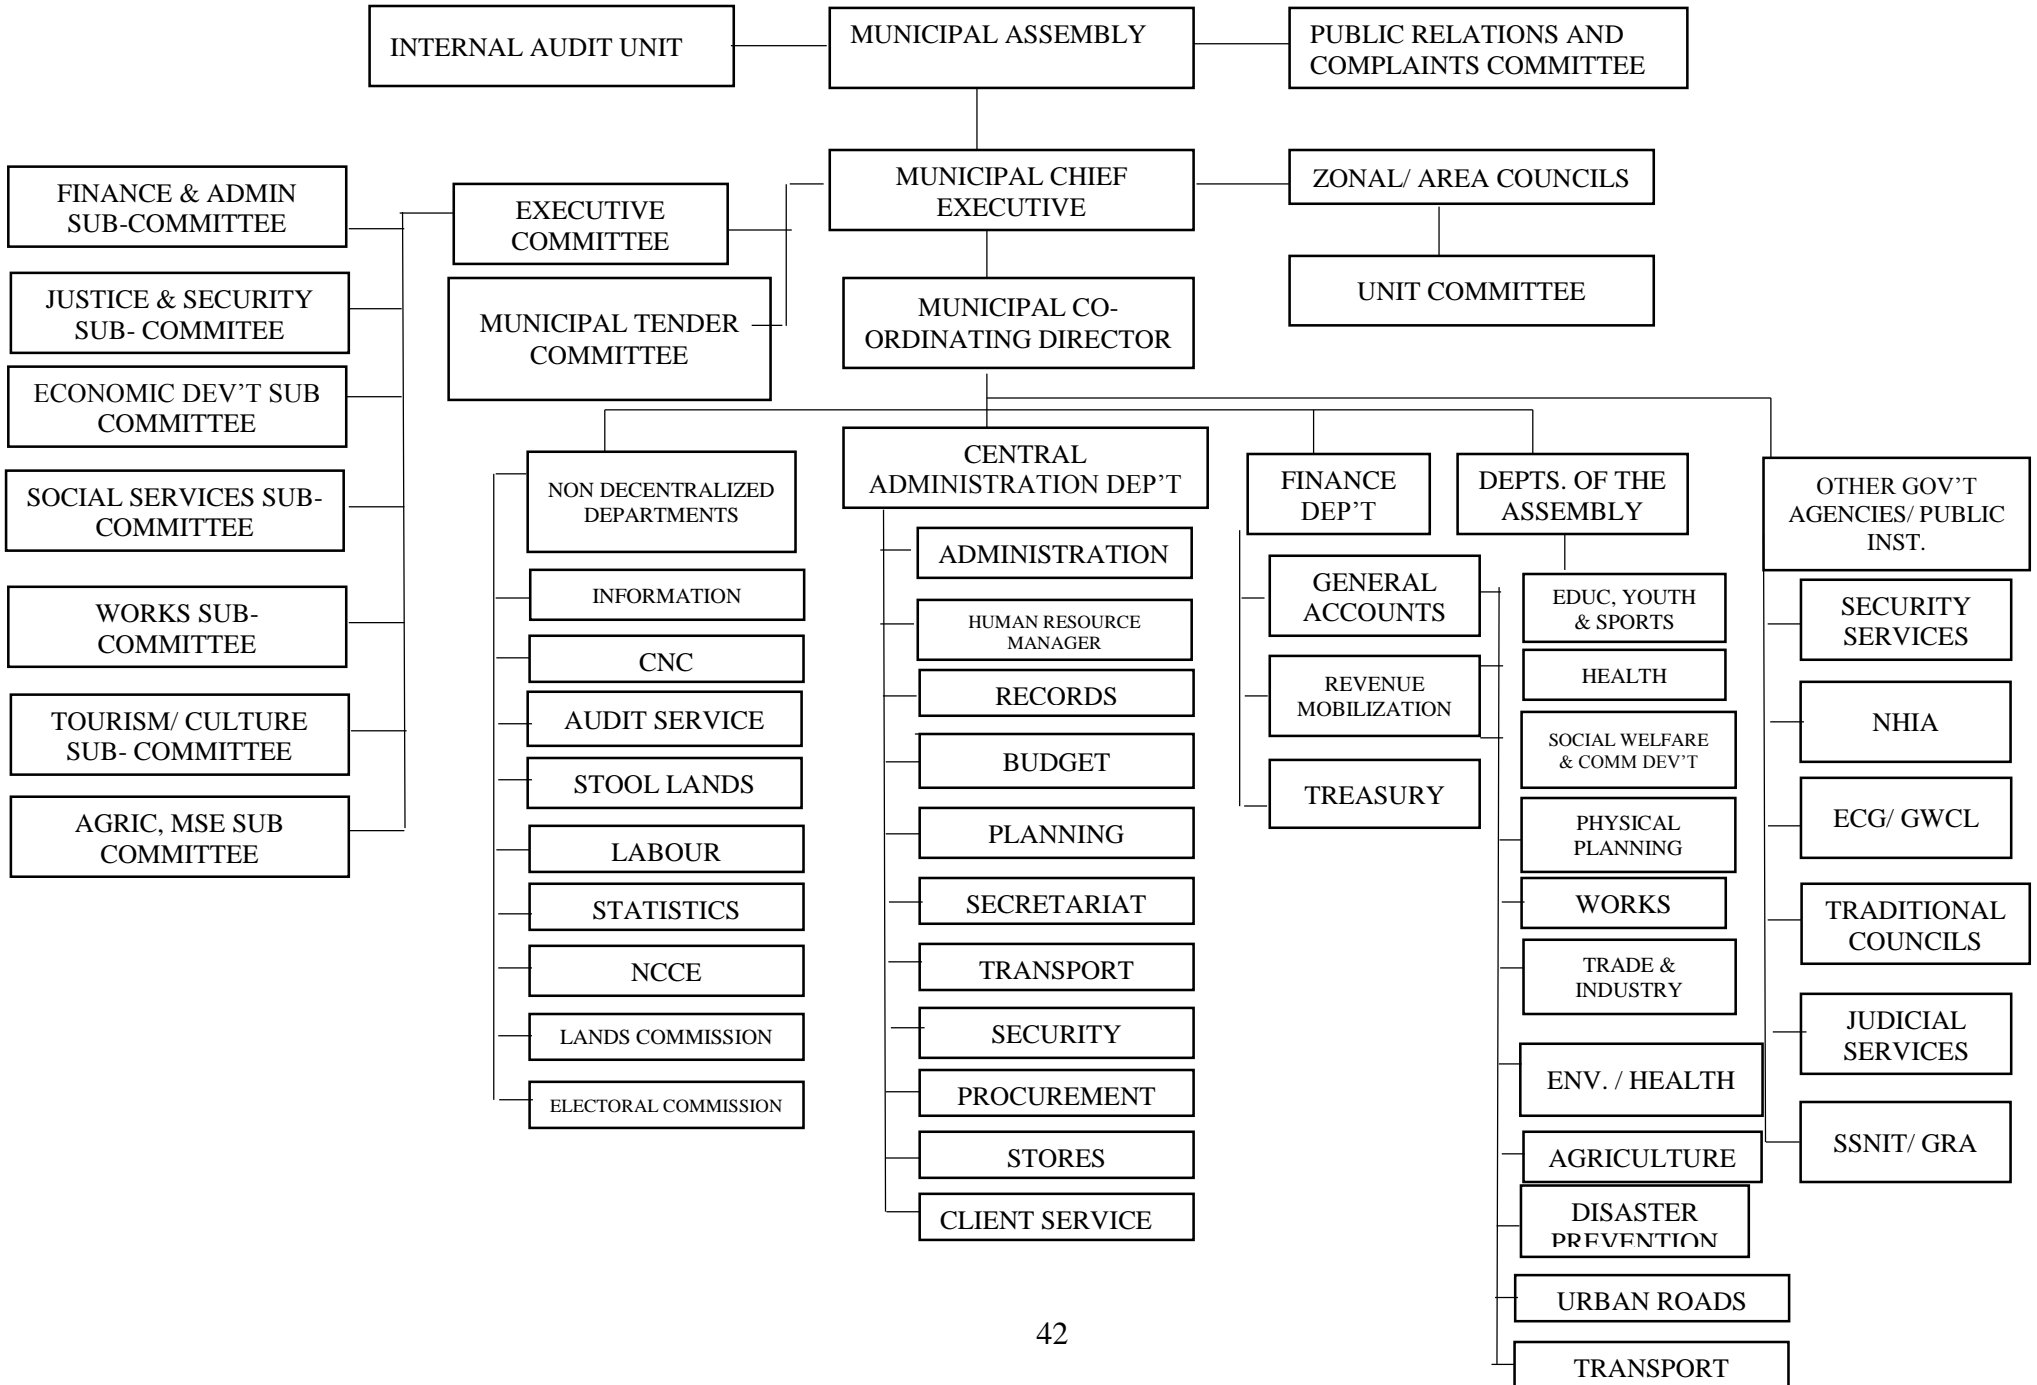 INTERNAL AUDIT UNIT
MUNICIPAL ASSEMBLY
PUBLIC RELATIONS AND
COMPLAINTS COMMITTEE
MUNICIPAL CHIEF
EXECUTIVE
ZONAL/ AREA COUNCILS
UNIT COMMITTEE
EXECUTIVE
COMMITTEE
MUNICIPAL TENDER
COMMITTEE
MUNICIPAL CO-
ORDINATING DIRECTOR
FINANCE & ADMIN
SUB-COMMITTEE
JUSTICE & SECURITY
SUB- COMMITEE
ECONOMIC DEV’T SUB
COMMITTEE
SOCIAL SERVICES SUB-
COMMITTEE
WORKS SUB-
COMMITTEE
TOURISM/ CULTURE
SUB- COMMITTEE
AGRIC, MSE SUB
COMMITTEE
NON DECENTRALIZED
DEPARTMENTS
INFORMATION
CNC
AUDIT SERVICE
STOOL LANDS
LABOUR
STATISTICS
NCCE
LANDS COMMISSION
ELECTORAL COMMISSION
CENTRAL
ADMINISTRATION DEP’T
ADMINISTRATION
HUMAN RESOURCE
MANAGER
RECORDS
BUDGET
PLANNING
SECRETARIAT
TRANSPORT
SECURITY
PROCUREMENT
STORES
CLIENT SERVICE
FINANCE
DEP’T
GENERAL
ACCOUNTS
REVENUE
MOBILIZATION
TREASURY
DEPTS. OF THE
ASSEMBLY
EDUC, YOUTH
& SPORTS
HEALTH
SOCIAL WELFARE
& COMM DEV’T
PHYSICAL
PLANNING
WORKS
TRADE &
INDUSTRY
ENV. / HEALTH
AGRICULTURE
DISASTER
PREVENTION
URBAN ROADS
TRANSPORT
OTHER GOV’T
AGENCIES/ PUBLIC
INST.
SECURITY
SERVICES
NHIA
ECG/ GWCL
TRADITIONAL
COUNCILS
JUDICIAL
SERVICES
SSNIT/ GRA
42